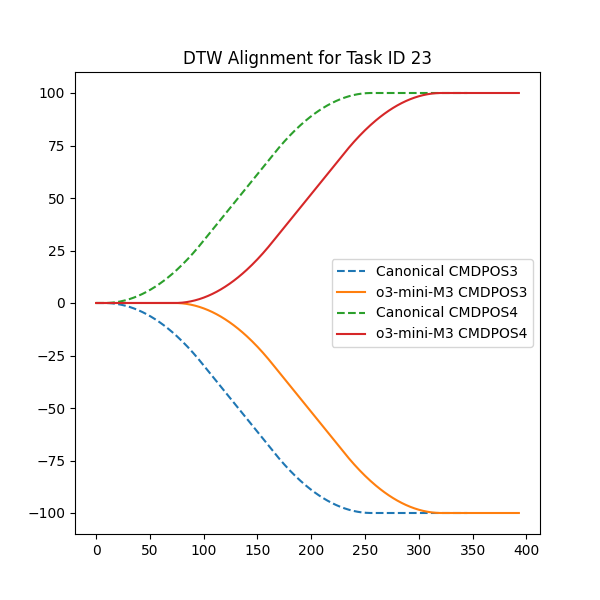 DTW Alignment for Task ID 23
100
75
50
25
0
−25
−50
−75
−100
Canonical CMDPOS3
o3-mini-M3 CMDPOS3
Canonical CMDPOS4
o3-mini-M3 CMDPOS4
0 50 100 150 200 250 300 350 400